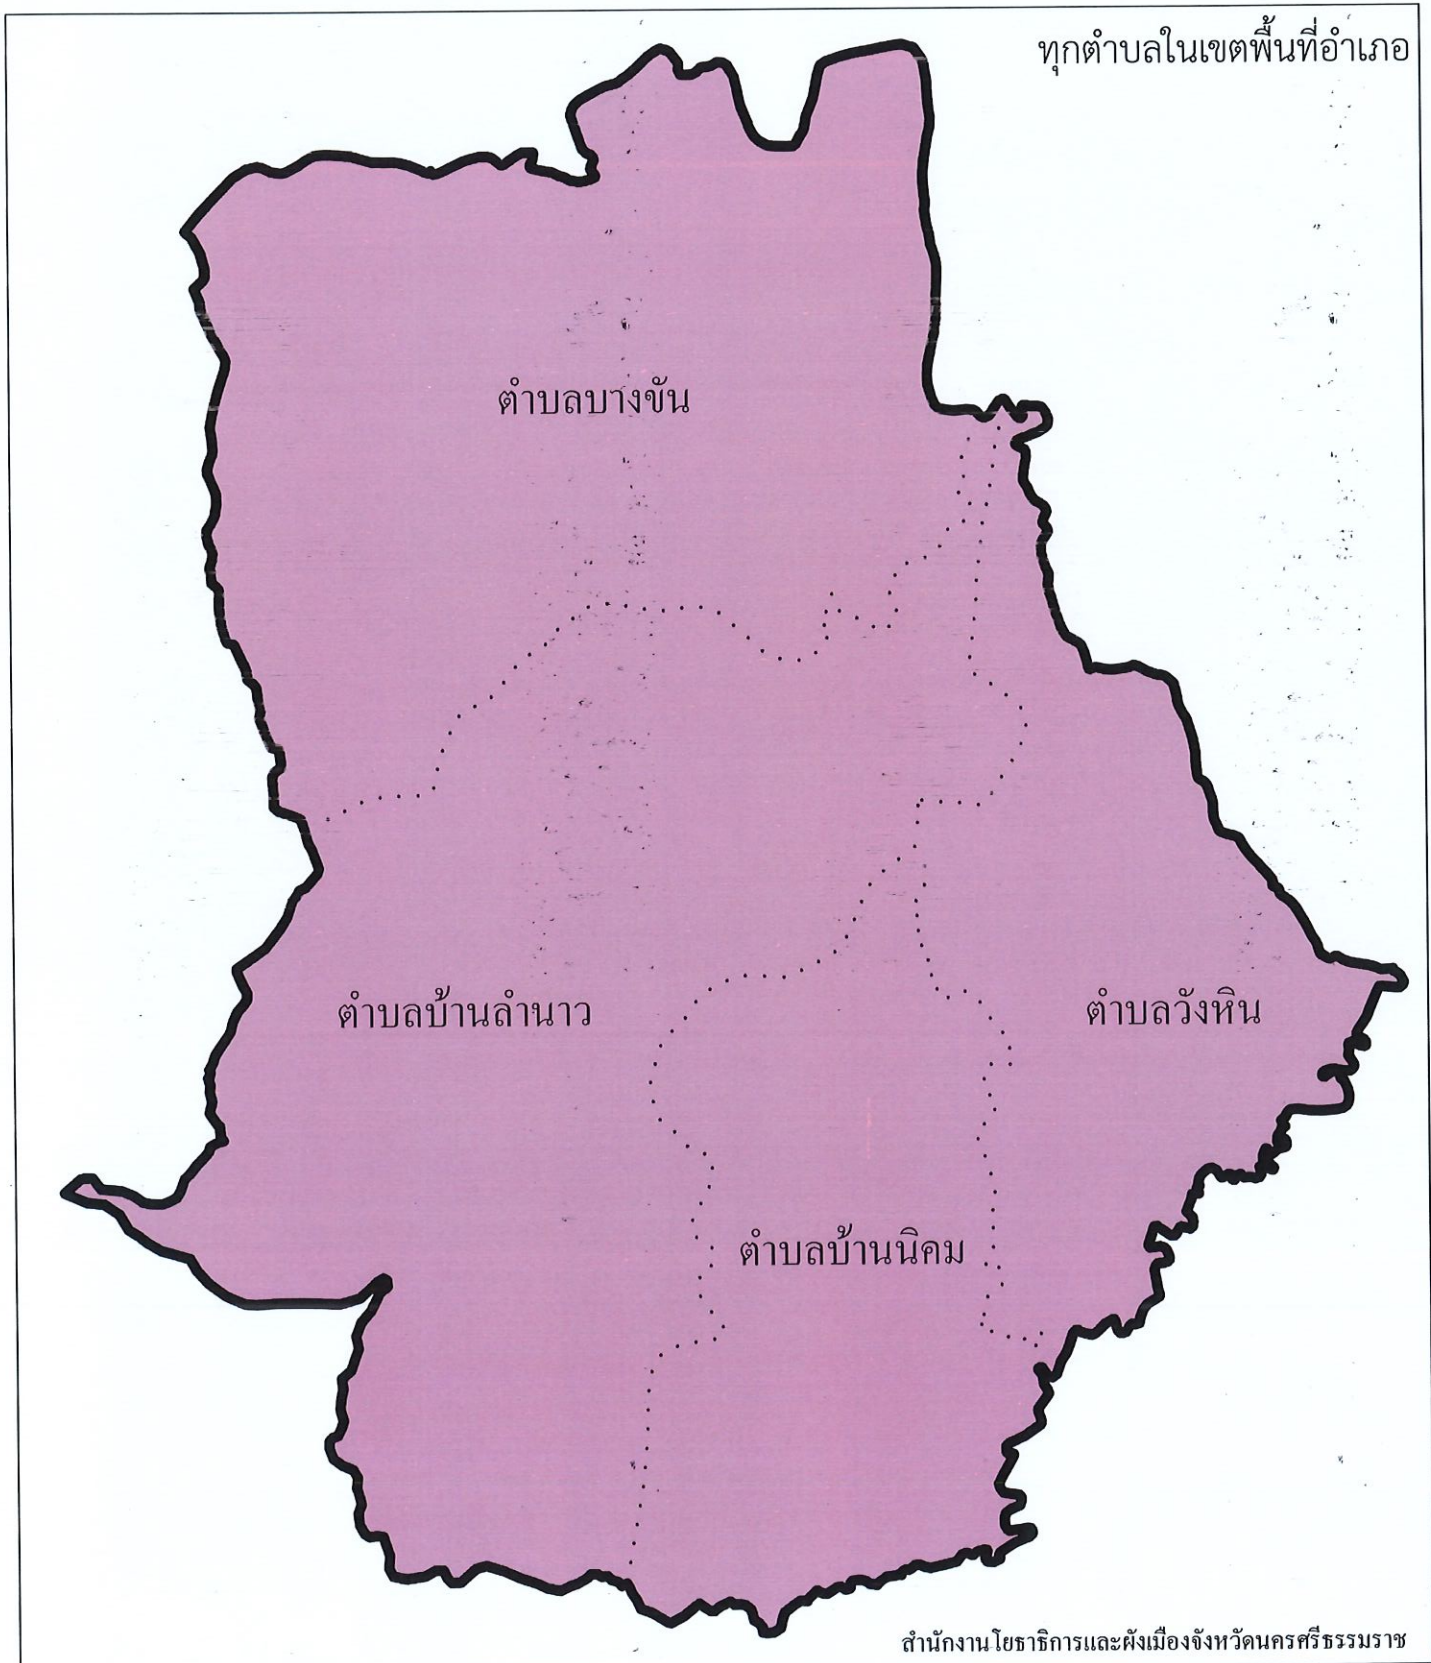 ทุกตำบลในเขตพื้นที่อำเภอ
ตำบลบางขัน
ตำบลบ้านลำนาว
ตำบลวังหิน
ตำบลบ้านนิคม
สำนักงานโยธาธิการและผังเมืองจังหวัดนครศรีธรรมราช